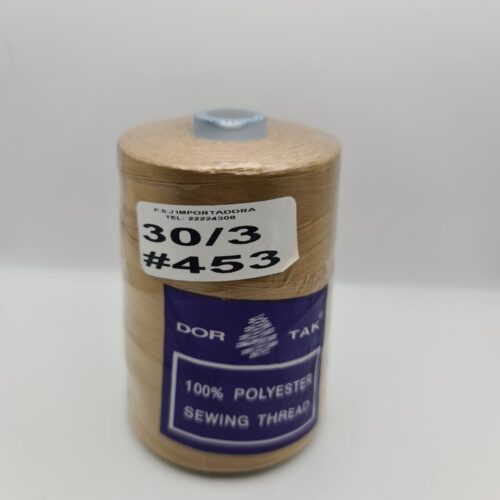 P.S.J IMPORTADORA
TEL: 22224308
30/3
#453
DOR TAK®
100% POLYESTER
SEWING THREAD